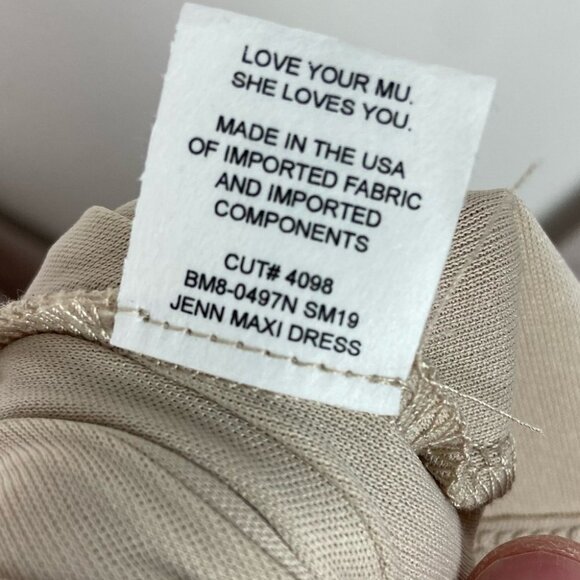 LOVE YOUR MU.
SHE LOVES YOU.
MADE IN THE USA
OF IMPORTED FABRIC
AND IMPORTED
COMPONENTS
CUT# 4098
BM8-0497N SM19
JENN MAXI DRESS